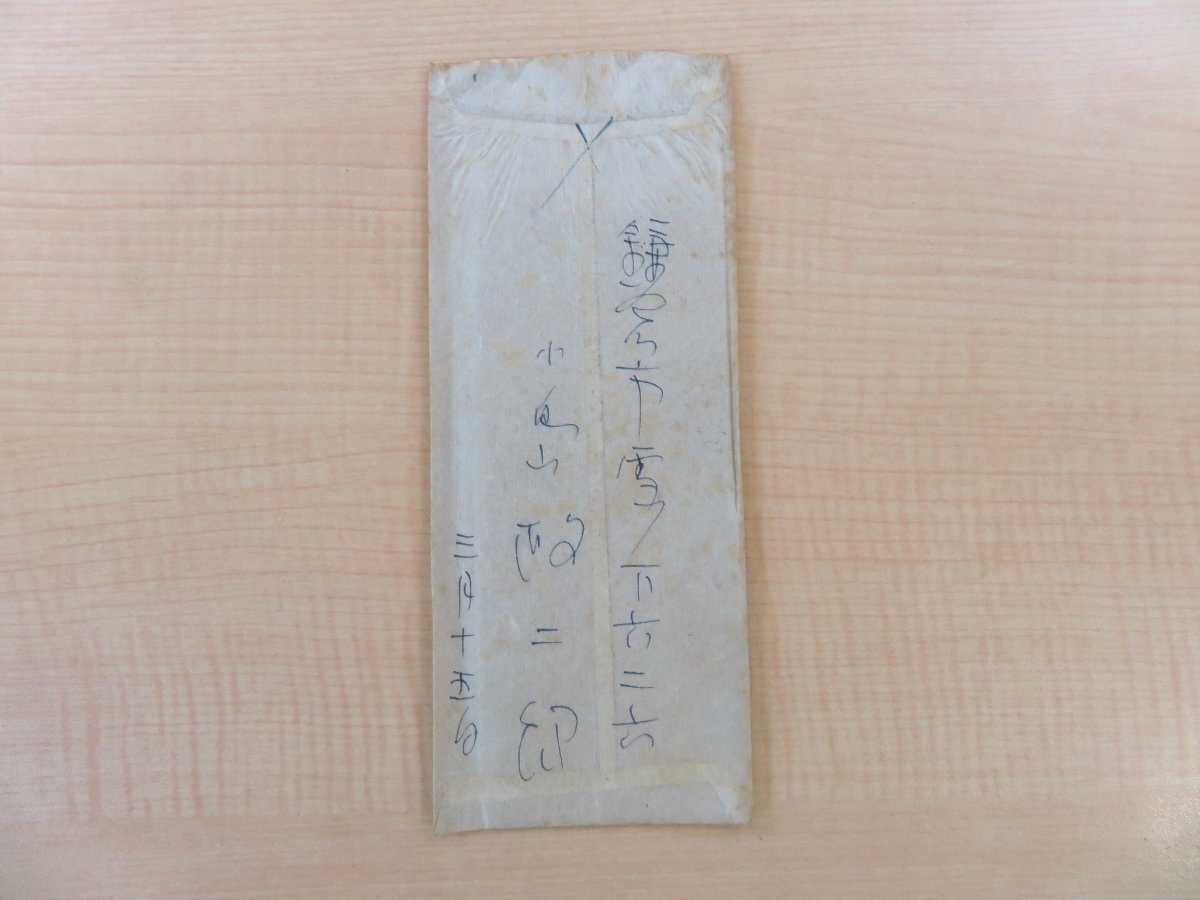 鎌倉市雪ノ下六二六
小島政二郎
三月十五日